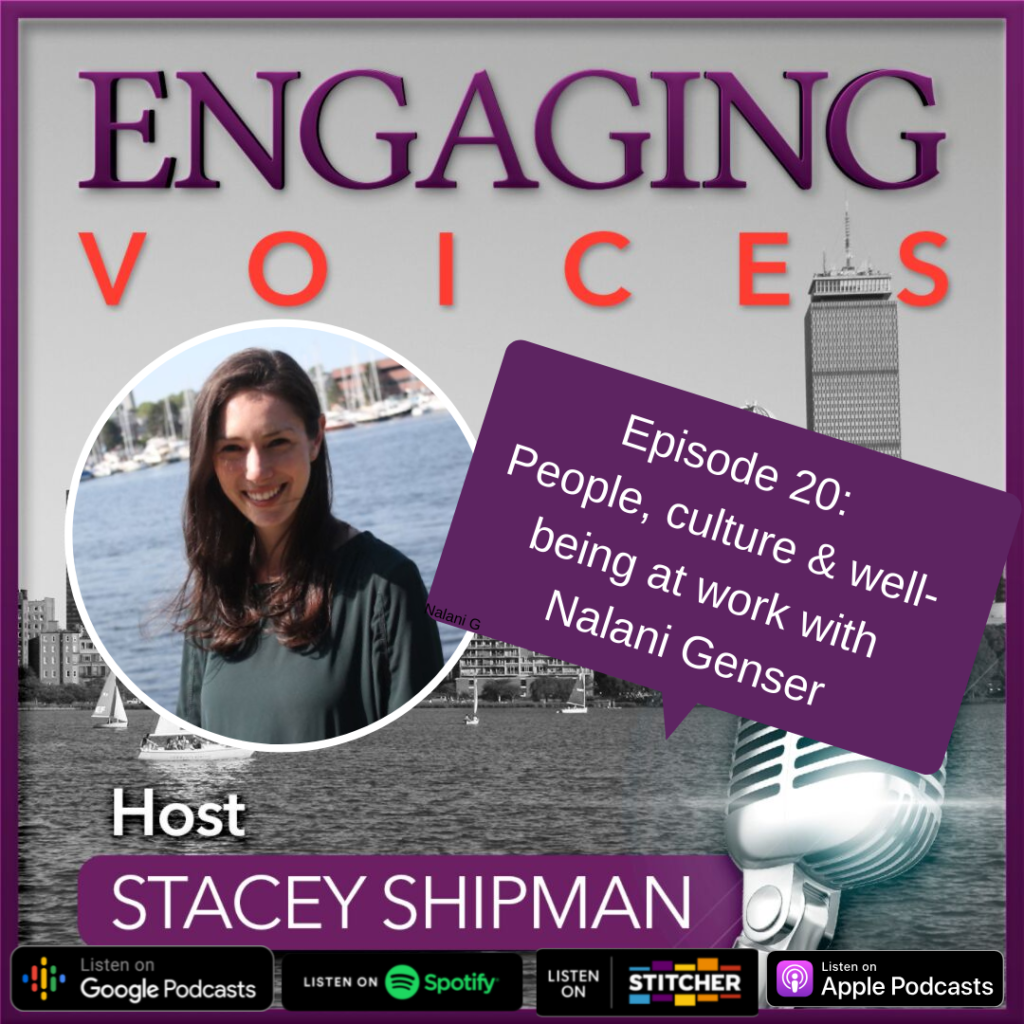 ENGAGING
VOICES
Episode 20:
People, culture & well-
being at work with
Nalani Genser
Nalani G
Host
STACEY SHIPMAN
Listen on
Google Podcasts
LISTEN ON Spotify
LISTEN
ON
STITCHER
Listen on
Apple Podcasts